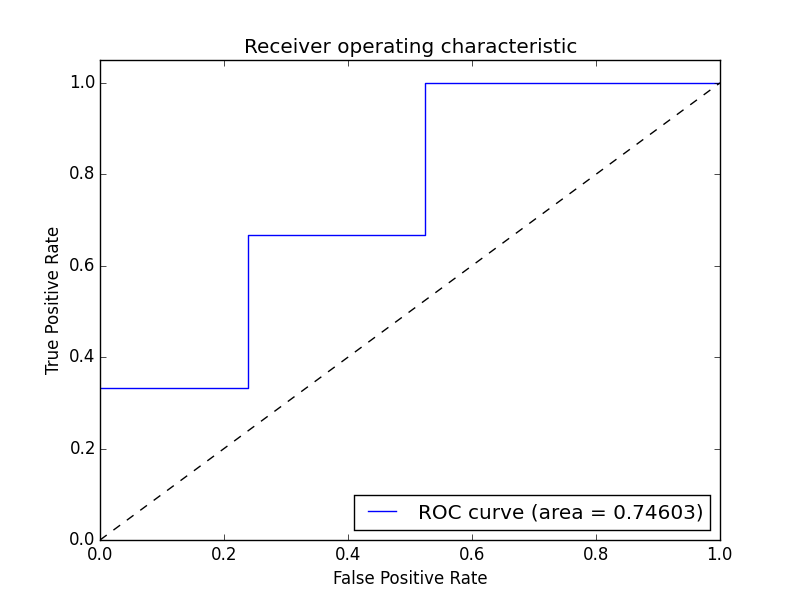 Receiver operating characteristic
1.0
0.8
0.6
0.4
0.2
0.0
True Positive Rate
ROC curve (area = 0.74603)
0.0 0.2 0.4 0.6 0.8 1.0
False Positive Rate